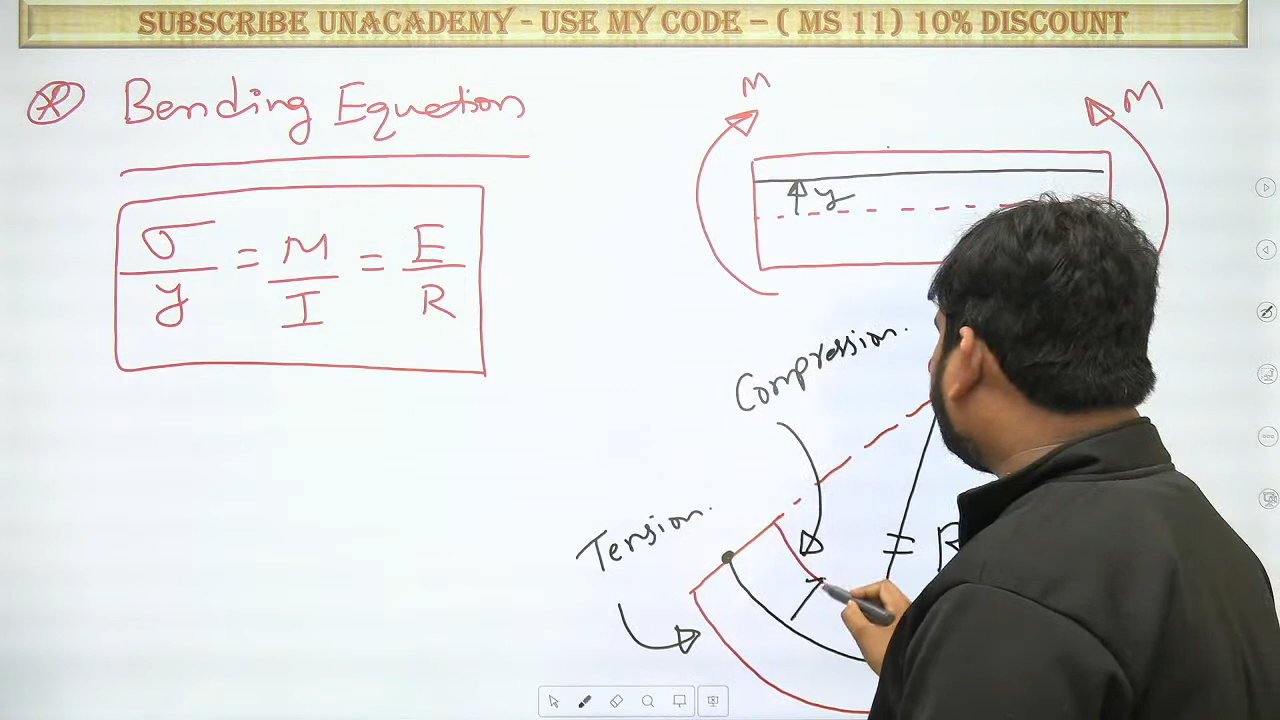 SUBSCRIBE UNACADEMY - USE MY CODE – ( MS 11) 10% DISCOUNT
Bending Equation
σ/y = M/I = E/R
M
M
y
Compression.
Tension.
R